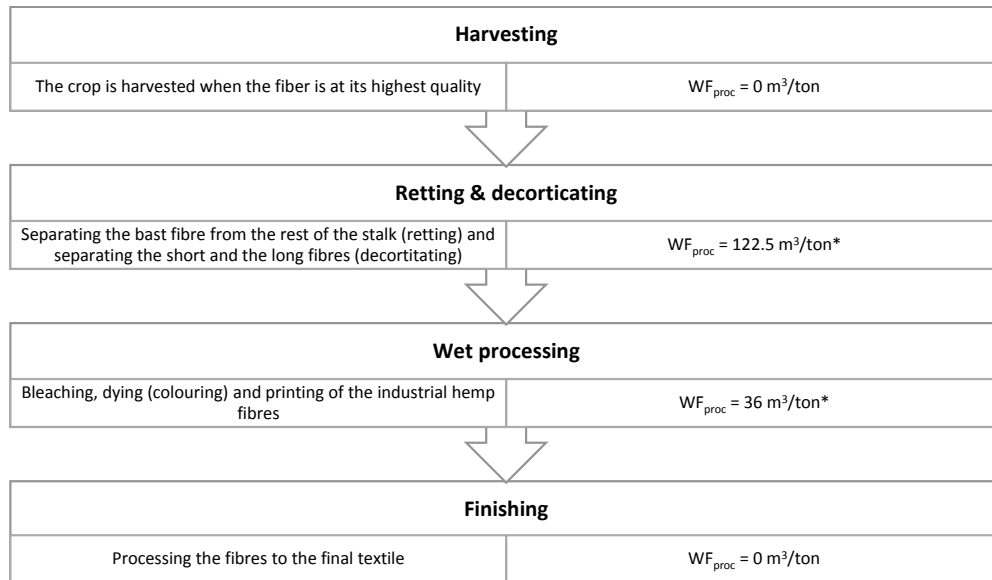 Harvesting
The crop is harvested when the fiber is at its highest quality
WFproc = 0 m³/ton
Retting & decorticating
Separating the bast fibre from the rest of the stalk (retting) and
separating the short and the long fibres (decortitating)
WFproc = 122.5 m³/ton*
Wet processing
Bleaching, dying (colouring) and printing of the industrial hemp
fibres
WFproc = 36 m³/ton*
Finishing
Processing the fibres to the final textile
WFproc = 0 m³/ton